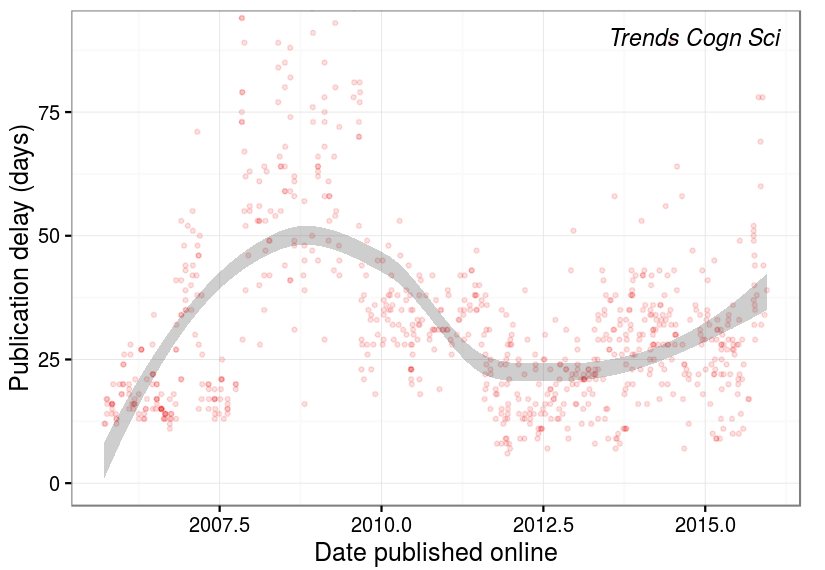 Trends Cogn Sci
Publication delay (days)
75
50
25
0
2007.5
2010.0
2012.5
2015.0
Date published online